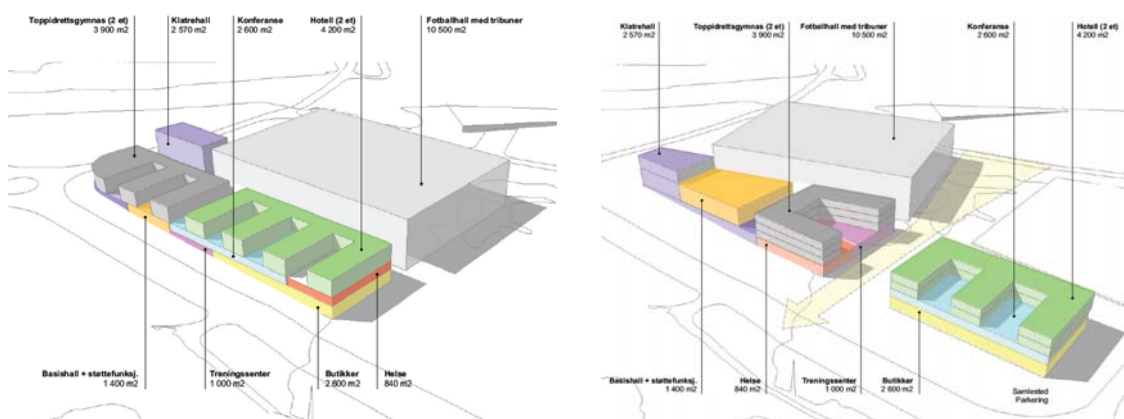 Toppidrettsgymnas (2 et)
3 900 m2
Klatrehall
2 570 m2
Konferanse
2 600 m2
Hotell (2 et)
4 200 m2
Fotballhall med tribuner
10 500 m2
Basishall + støttefunksj.
1 400 m2
Treningssenter
1 000 m2
Butikker
2 600 m2
Helse
840 m2
Klatrehall
2 570 m2
Toppidrettsgymnas (2 et)
3 900 m2
Fotballhall med tribuner
10 500 m2
Konferanse
2 600 m2
Hotell (2 et)
4 200 m2
Basishall + støttefunksj.
1 400 m2
Helse
840 m2
Treningssenter
1 000 m2
Butikker
2 600 m2
Samlested
Parkering